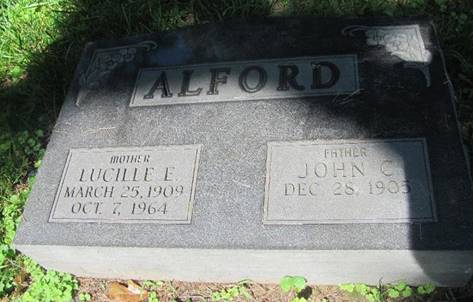 ALFORD
MOTHER
LUCILLE E.
MARCH 25, 1909
OCT. 7, 1964
FATHER
JOHN C.
DEC. 28, 1905